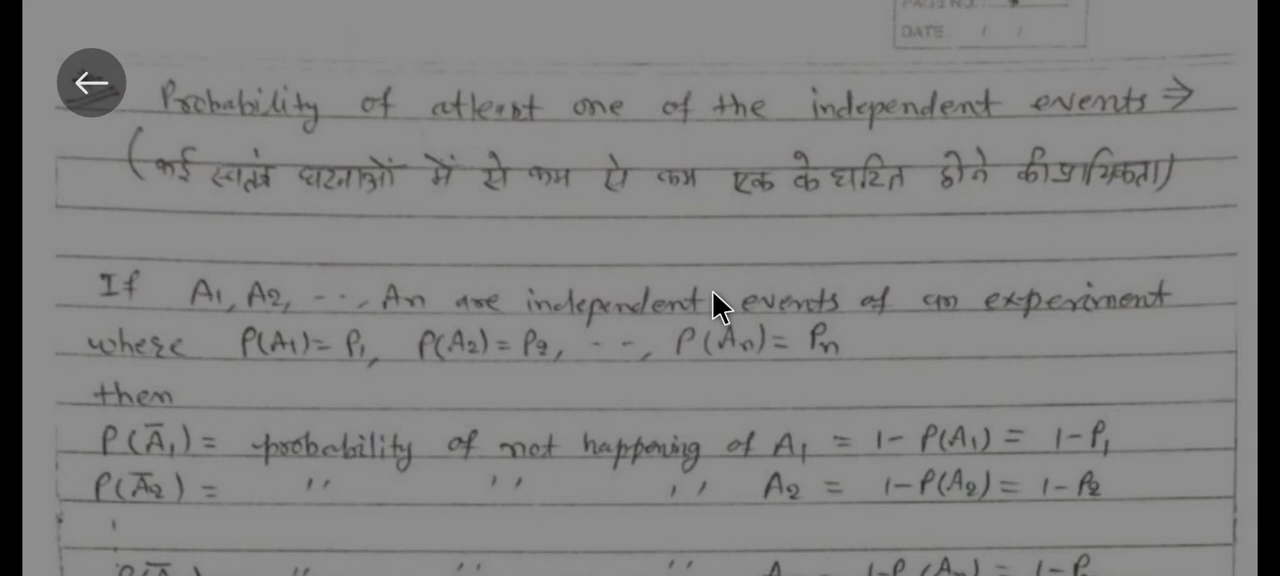 PAGE NO.
DATE: / /
Probability of atleast one of the independent events ⇒
(कई स्वतंत्र घटनाओं में से कम से कम एक के घटित होने की प्रायिकता)
If A₁, A₂, ..., An are independent events of an experiment
where P(A₁) = P₁, P(A₂) = P₂, ..., P(An) = Pn
then
P(Ā₁) = probability of not happening of A₁ = 1 - P(A₁) = 1 - P₁
P(Ā₂) = '' '' '' A₂ = 1 - P(A₂) = 1 - P₂